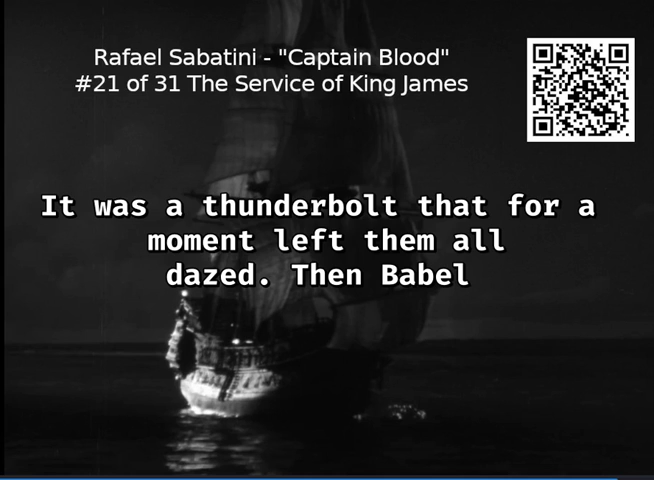 Rafael Sabatini - "Captain Blood"
#21 of 31 The Service of King James
It was a thunderbolt that for a
moment left them all
dazed. Then Babel